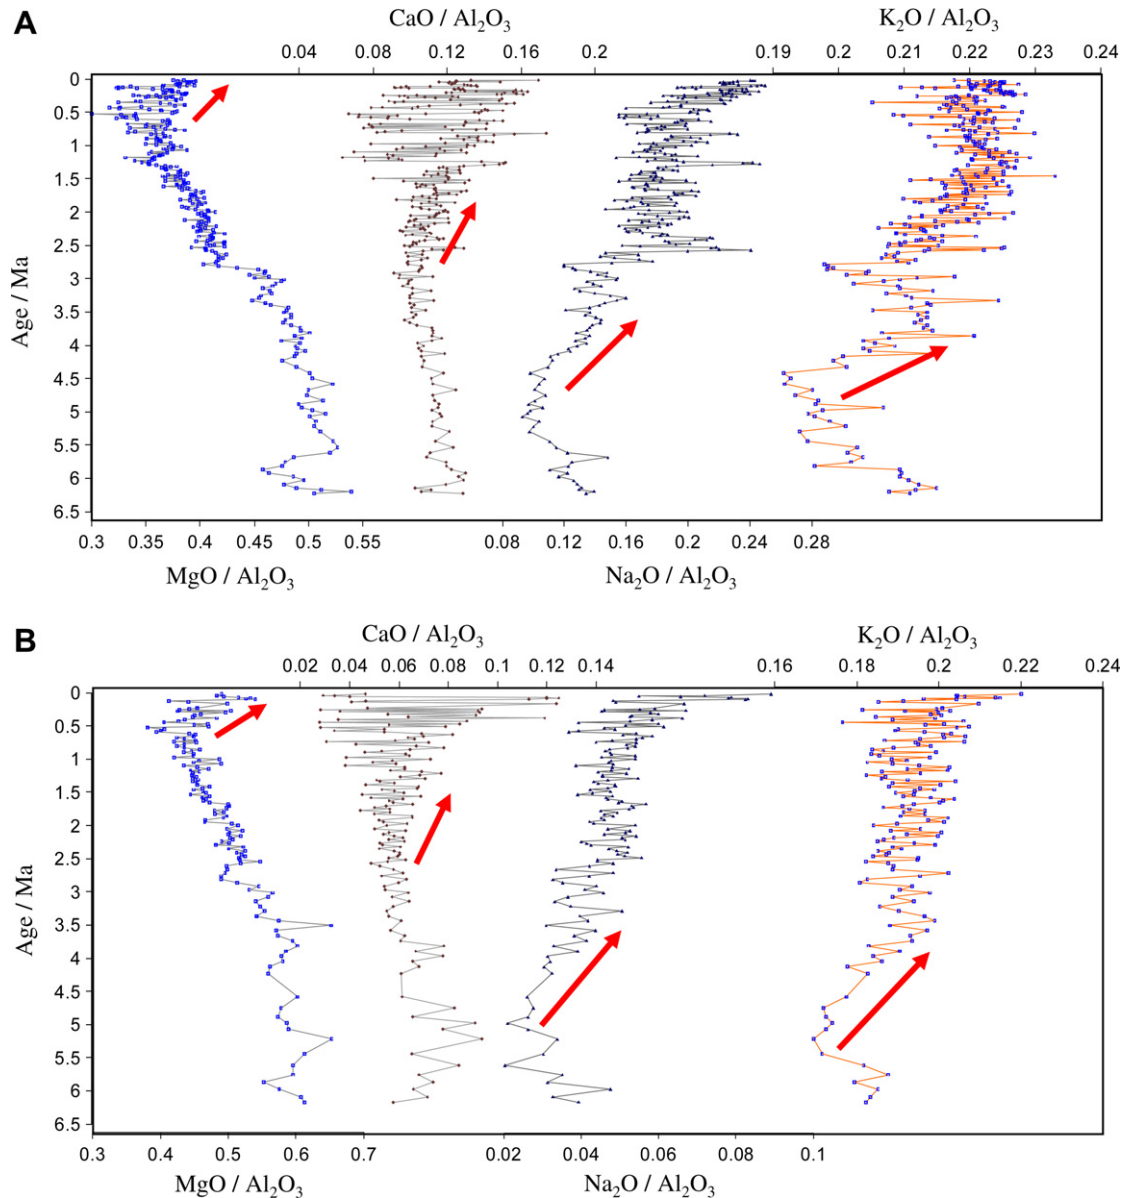 A
CaO / Al₂O₃
K₂O / Al₂O₃
0.04 0.08 0.12 0.16 0.2 0.19 0.19 0.2 0.21 0.22 0.23 0.24
0
0.5
1
1.5
2
2.5
3
3.5
4
4.5
5
5.5
6
6.5
Age / Ma
0.3 0.35 0.4 0.45 0.5 0.55 0.08 0.12 0.16 0.2 0.24 0.28
MgO / Al₂O₃
Na₂O / Al₂O₃
B
CaO / Al₂O₃
K₂O / Al₂O₃
0.02 0.04 0.06 0.08 0.1 0.12 0.14 0.16 0.18 0.2 0.22 0.24
0
0.5
1
1.5
2
2.5
3
3.5
4
4.5
5
5.5
6
6.5
Age / Ma
0.3 0.4 0.5 0.6 0.7 0.02 0.04 0.06 0.08 0.1
MgO / Al₂O₃
Na₂O / Al₂O₃